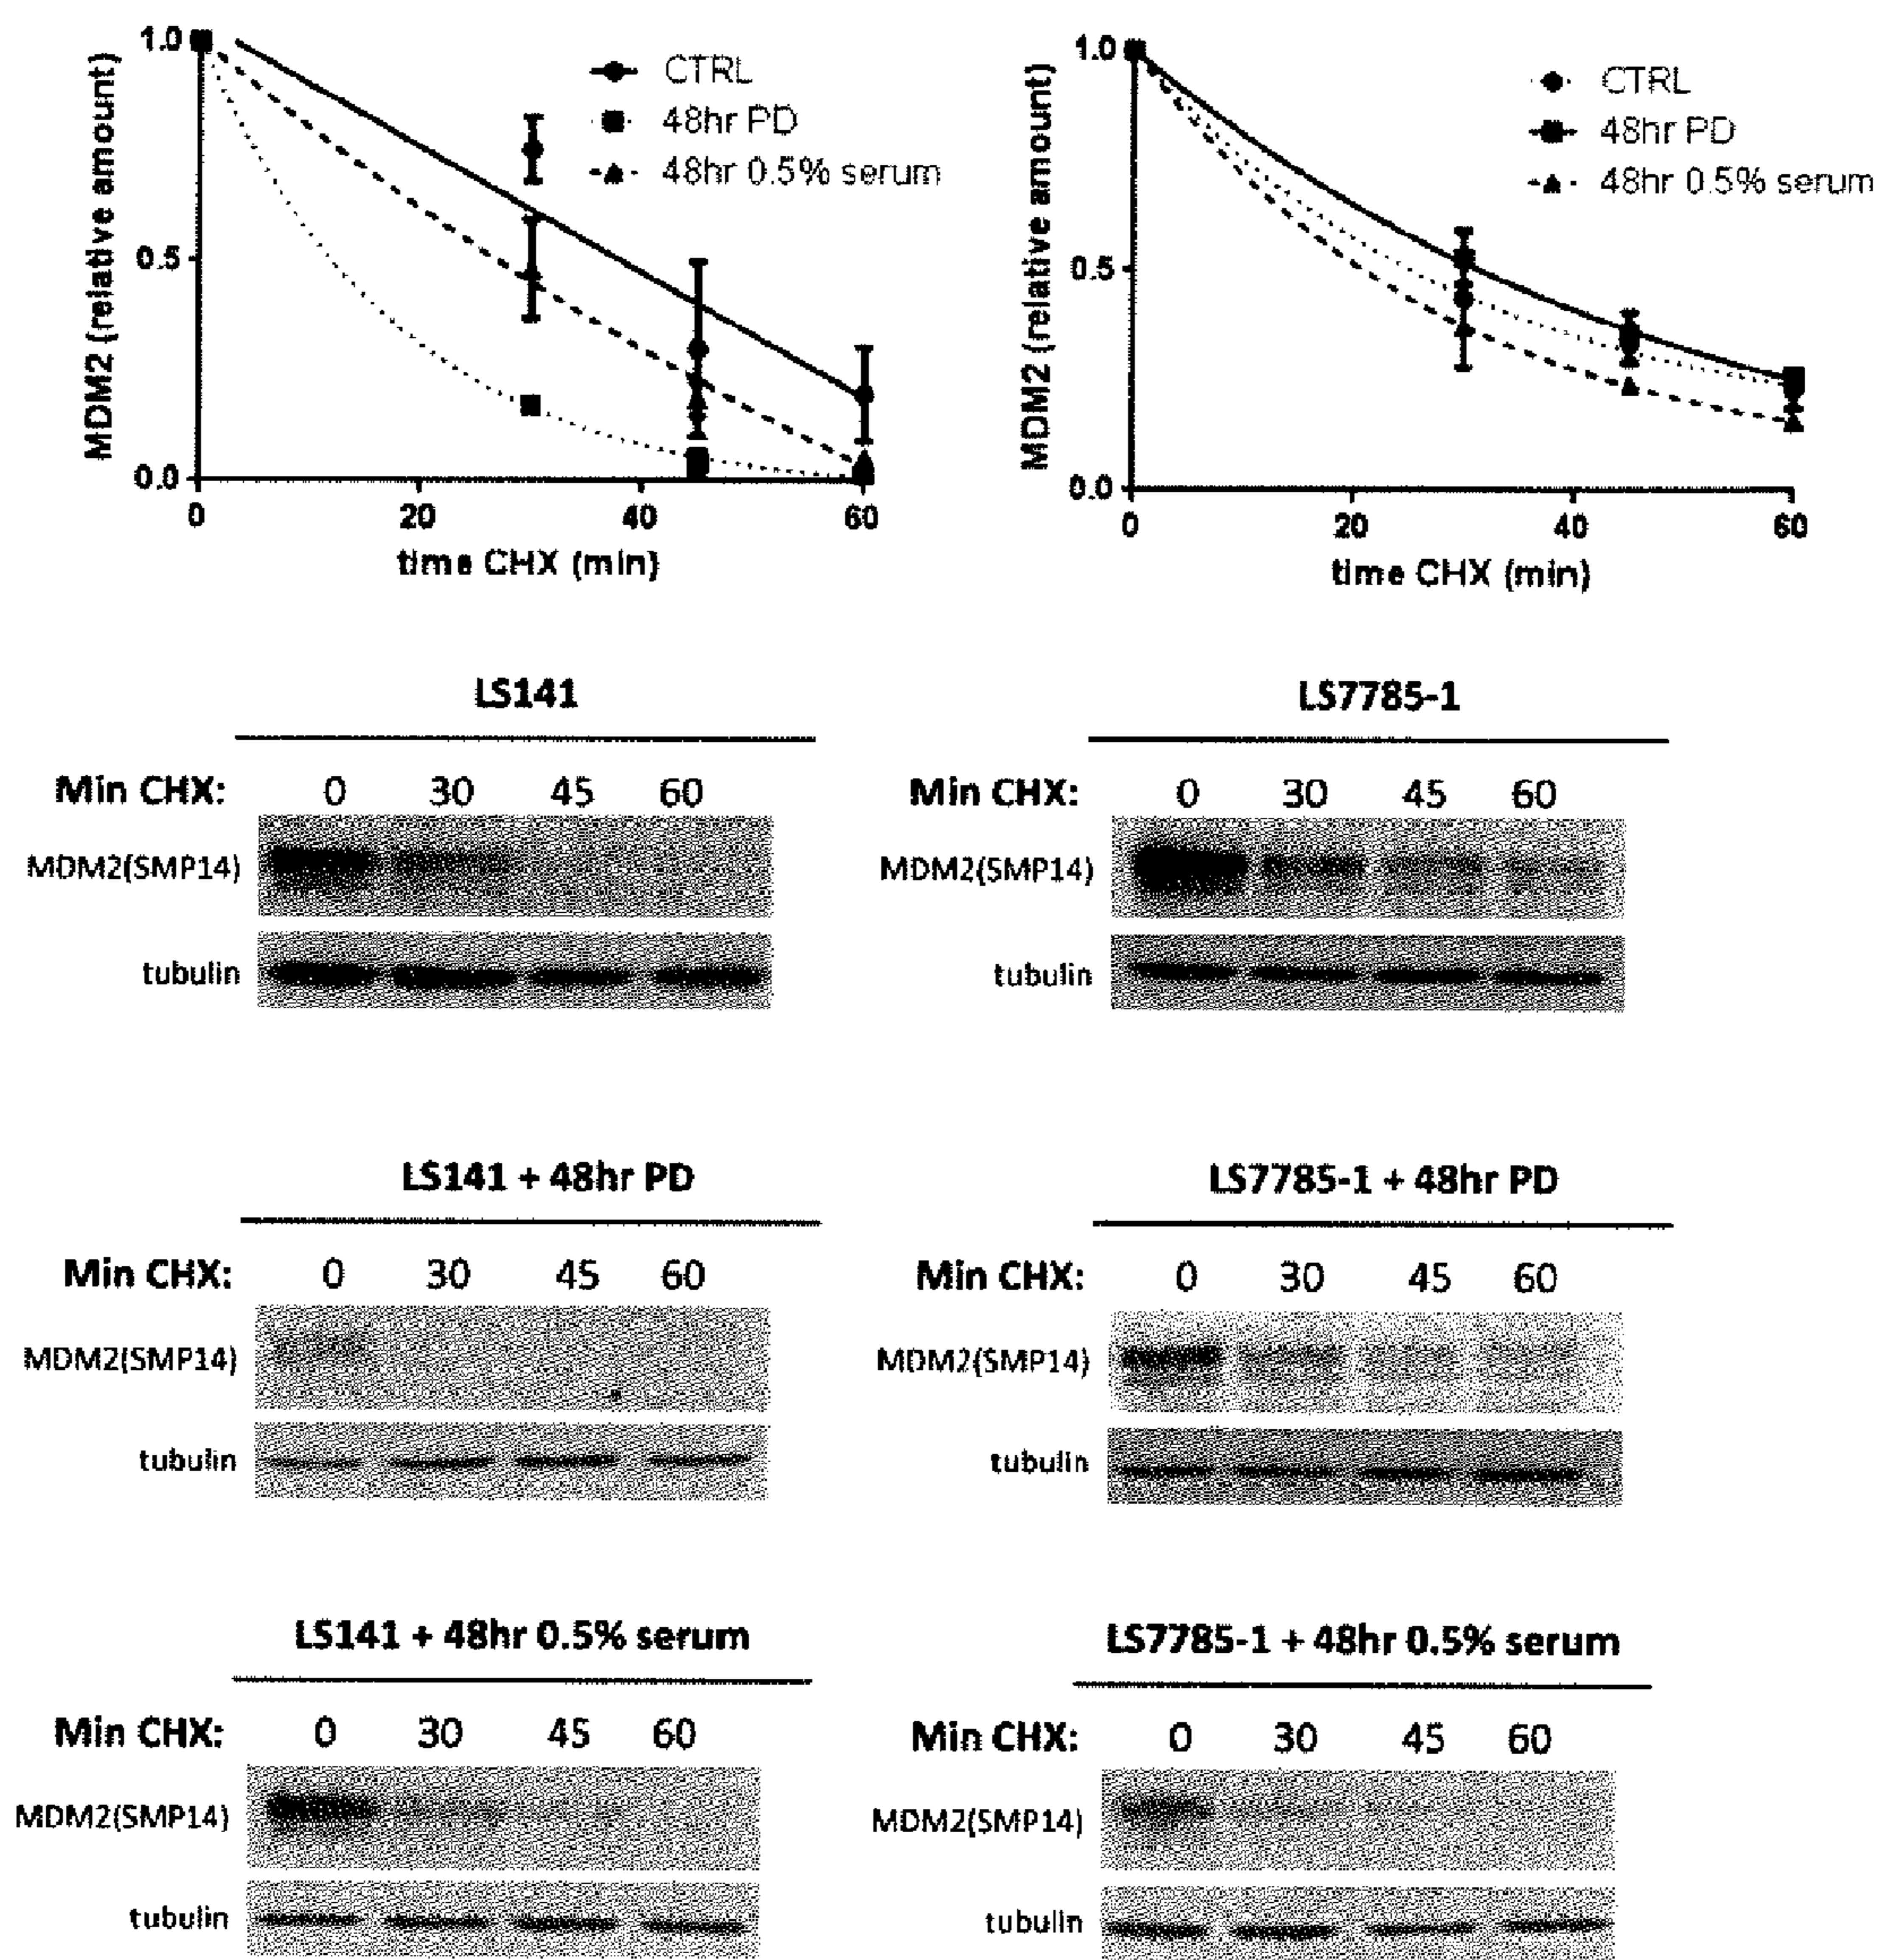 1.0
0.5
0.0
MDM2 (relative amount)
0 20 40 60
time CHX (min)
CTRL
48hr PD
48hr 0.5% serum
1.0
0.5
0.0
MDM2 (relative amount)
0 20 40 60
time CHX (min)
CTRL
48hr PD
48hr 0.5% serum
LS141
Min CHX: 0 30 45 60
MDM2(SMP14)
tubulin
LS7785-1
Min CHX: 0 30 45 60
MDM2(SMP14)
tubulin
LS141 + 48hr PD
Min CHX: 0 30 45 60
MDM2(SMP14)
tubulin
LS7785-1 + 48hr PD
Min CHX: 0 30 45 60
MDM2(SMP14)
tubulin
LS141 + 48hr 0.5% serum
Min CHX: 0 30 45 60
MDM2(SMP14)
tubulin
LS7785-1 + 48hr 0.5% serum
Min CHX: 0 30 45 60
MDM2(SMP14)
tubulin